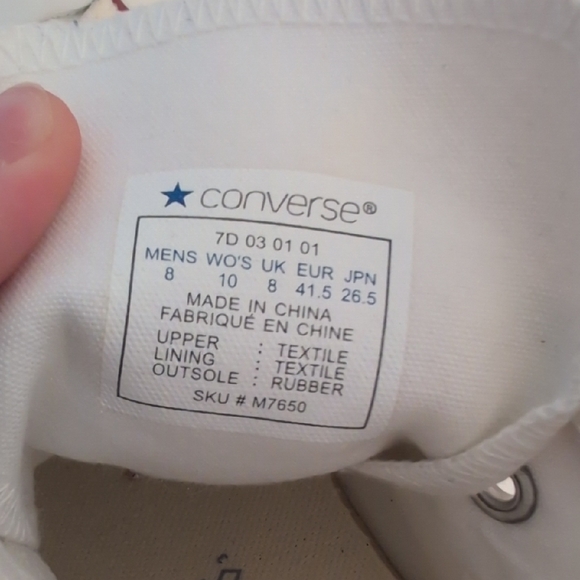 ★ converse®
7D 03 01 01
MENS WO'S UK EUR JPN
8 10 8 41.5 26.5
MADE IN CHINA
FABRIQUÉ EN CHINE
UPPER : TEXTILE
LINING : TEXTILE
OUTSOLE : RUBBER
SKU # M7650